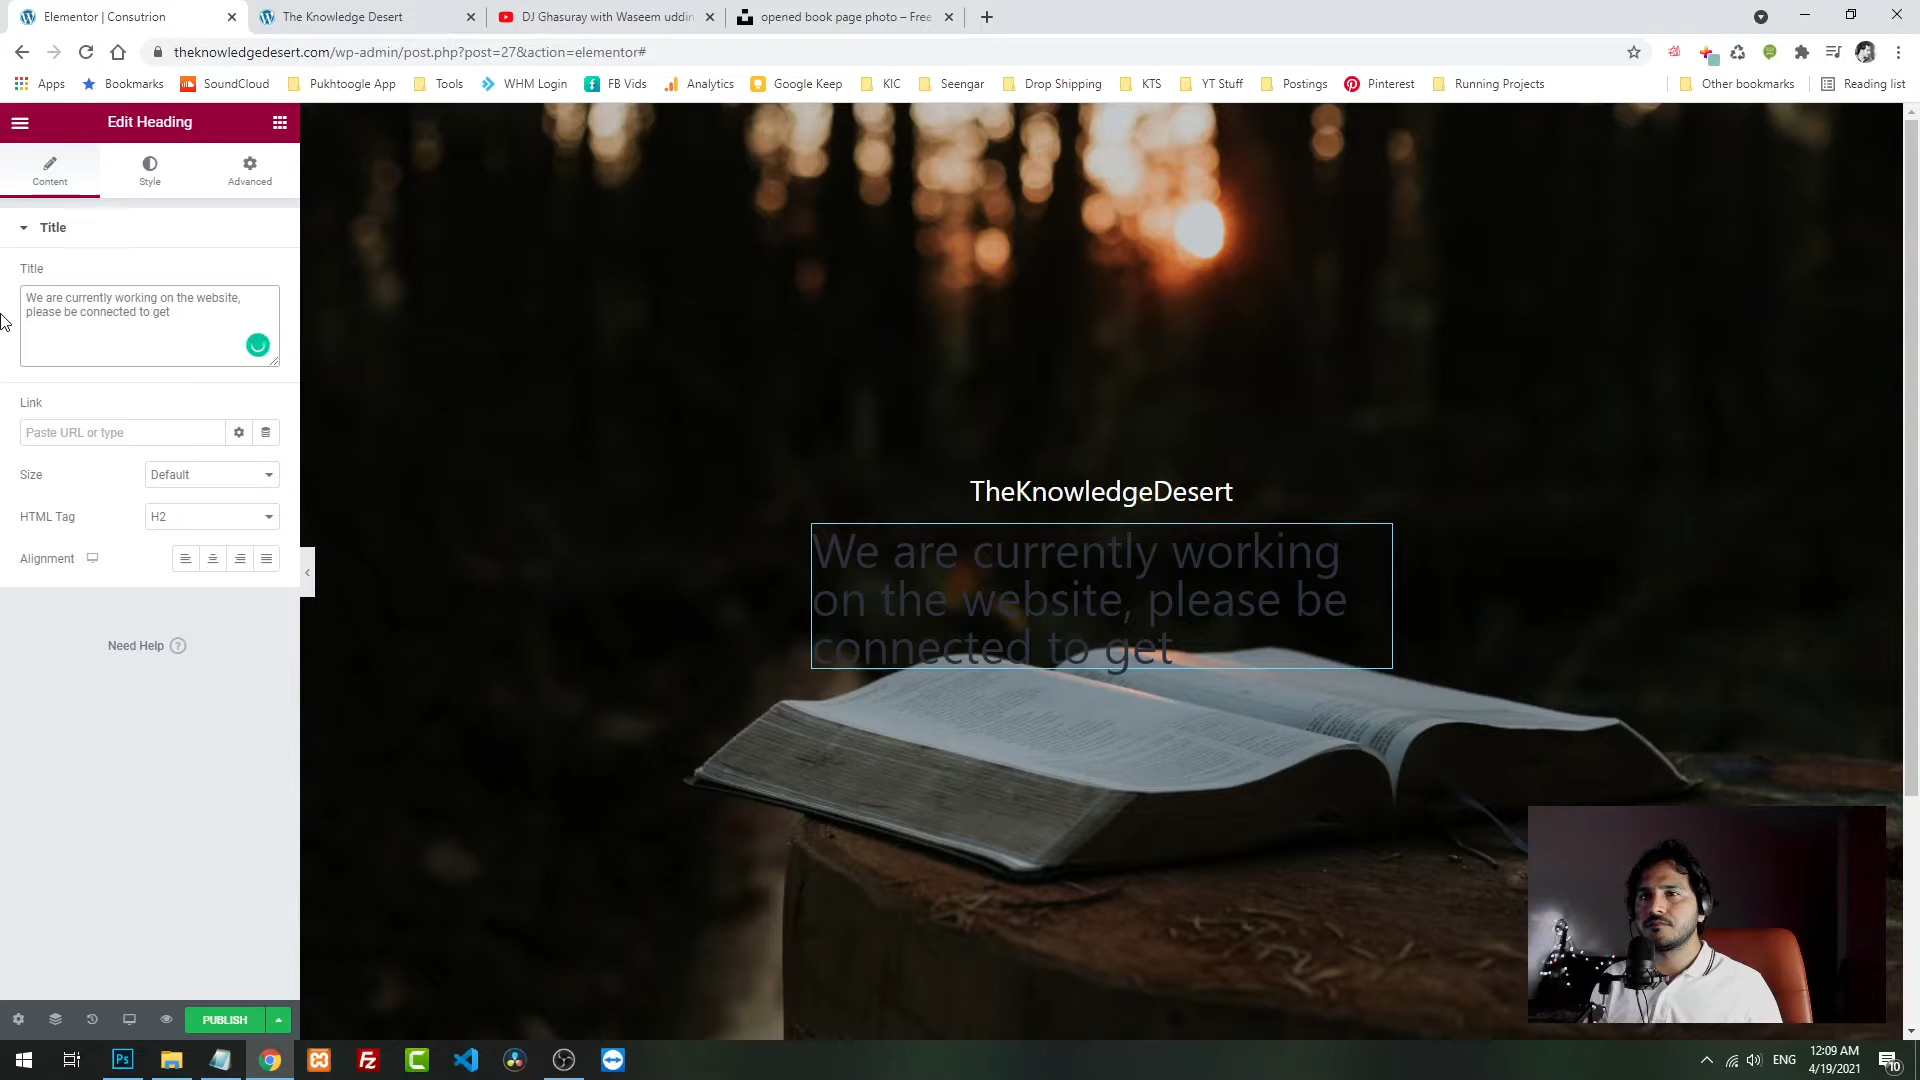 Elementor | Consutrion
The Knowledge Desert
DJ Ghasuray with Waseem uddin
opened book page photo – Free
theknowledgedesert.com/wp-admin/post.php?post=27&action=elementor#
Apps
Bookmarks
SoundCloud
Pukhtoogle App
Tools
WHM Login
FB Vids
Analytics
Google Keep
KIC
Seengar
Drop Shipping
KTS
YT Stuff
Postings
Pinterest
Running Projects
Other bookmarks
Reading list
Edit Heading
Content
Style
Advanced
Title
Title
We are currently working on the website,
please be connected to get
Link
Paste URL or type
Size
Default
HTML Tag
H2
Alignment
Need Help ?
PUBLISH
TheKnowledgeDesert
We are currently working
on the website, please be
connected to get
Ps
Fz
C
ENG
12:09 AM
4/19/2021
10